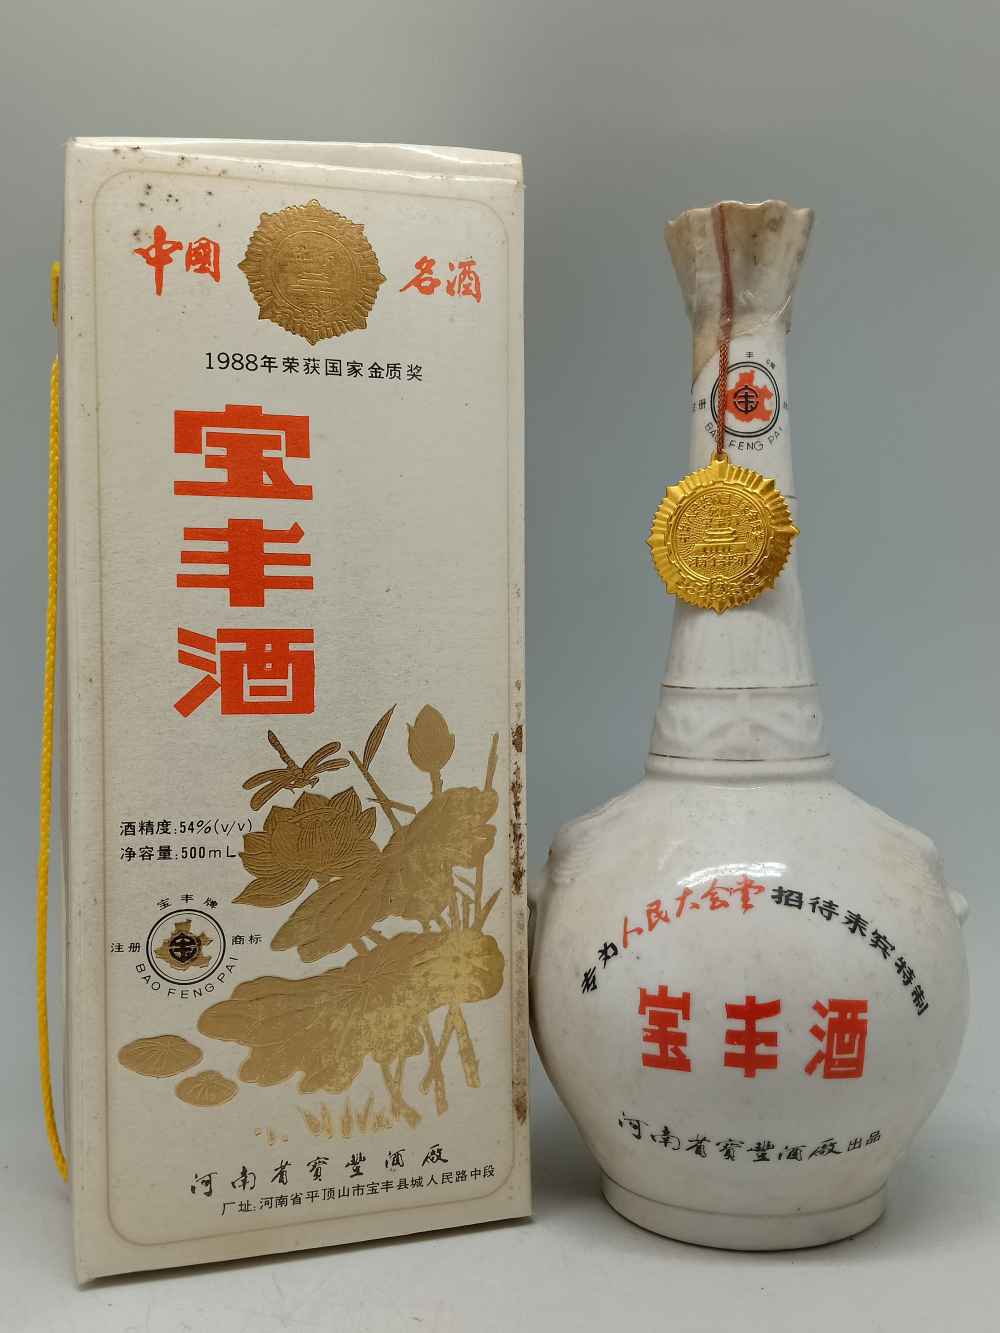 中國 名酒
1988年荣获国家金质奖
宝丰酒
酒精度:54%(v/v)
净容量:500mL
宝丰牌
注册 商标
BAO FENG PAI
河南省寶豐酒廠
厂址:河南省平顶山市宝丰县城人民路中段
丰牌
注册
BAO FENG PAI
专为人民大会堂招待来宾特制
宝丰酒
河南省寶豐酒廠出品